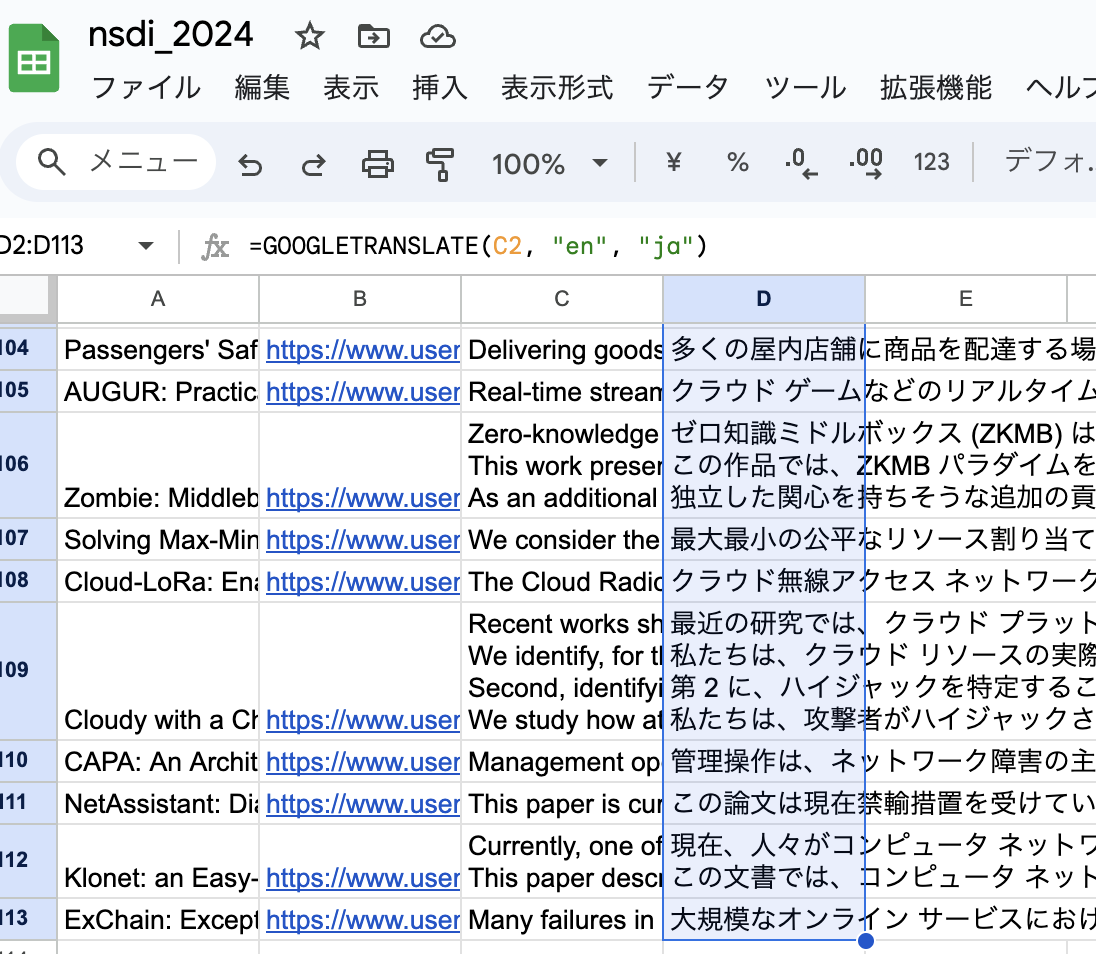 nsdi_2024
ファイル 編集 表示 挿入 表示形式 データ ツール 拡張機能 ヘルプ
メニュー 100% ¥ % .0 .00 123 デフォ...
D2:D113 fx =GOOGLETRANSLATE(C2, "en", "ja")
A B C D E
104 Passengers' Saf https://www.usen Delivering goods 多くの屋内店舗に商品を配達する場
105 AUGUR: Practica https://www.usen Real-time stream クラウド ゲームなどのリアルタイム
Zero-knowledge ゼロ知識ミドルボックス (ZKMB) は
This work presen この作品では、ZKMB パラダイムを
106 Zombie: Middleb https://www.usen As an additional 独立した関心を持ちそうな追加の貢
107 Solving Max-Min https://www.usen We consider the 最大最小の公平なリソース割り当て
108 Cloud-LoRa: Ena https://www.usen The Cloud Radio クラウド無線アクセス ネットワーク
Recent works sh 最近の研究では、クラウド プラット
We identify, for th 私たちは、クラウド リソースの実際
109 Second, identifyi 第 2 に、ハイジャックを特定するこ
Cloudy with a Ch https://www.usen We study how at 私たちは、攻撃者がハイジャックさ
110 CAPA: An Archit https://www.usen Management op 管理操作は、ネットワーク障害の主
111 NetAssistant: Dia https://www.usen This paper is cur この論文は現在禁輸措置を受けてい
Currently, one of 現在、人々がコンピュータ ネットワ
112 Klonet: an Easy- https://www.usen This paper descr この文書では、コンピュータ ネット
113 ExChain: Except https://www.usen Many failures in 大規模なオンライン サービスにおけ